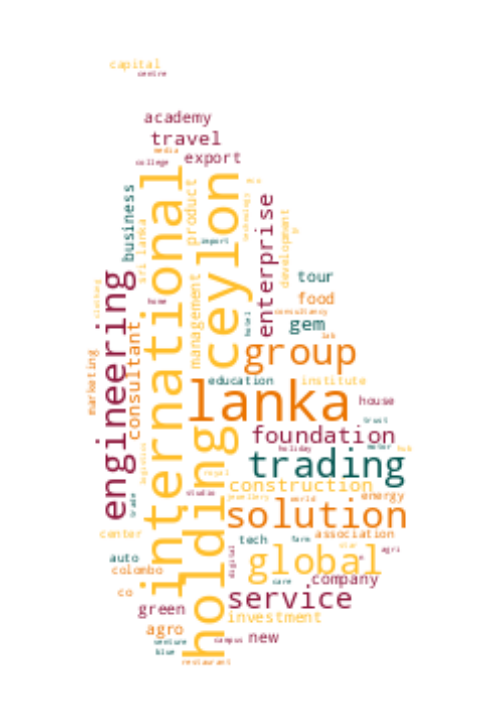 capital
centre
academy
travel
media
college
export
international
ceylon
business
product
technology
enterprise
development
sri lanka
import
engineering
management
tour
clothing
home
food
consultancy
hotel
gem
lab
consultant
marketing
group
education
institute
lanka
house
trust
holding
foundation
holiday
motor
hub
trading
logistics
royal
construction
studio
jewellery
world
energy
trade
solution
center
tech
farm
association
star
agri
auto
colombo
digital
global
care
company
co
service
green
investment
agro
venture
campus
new
blue
restaurant